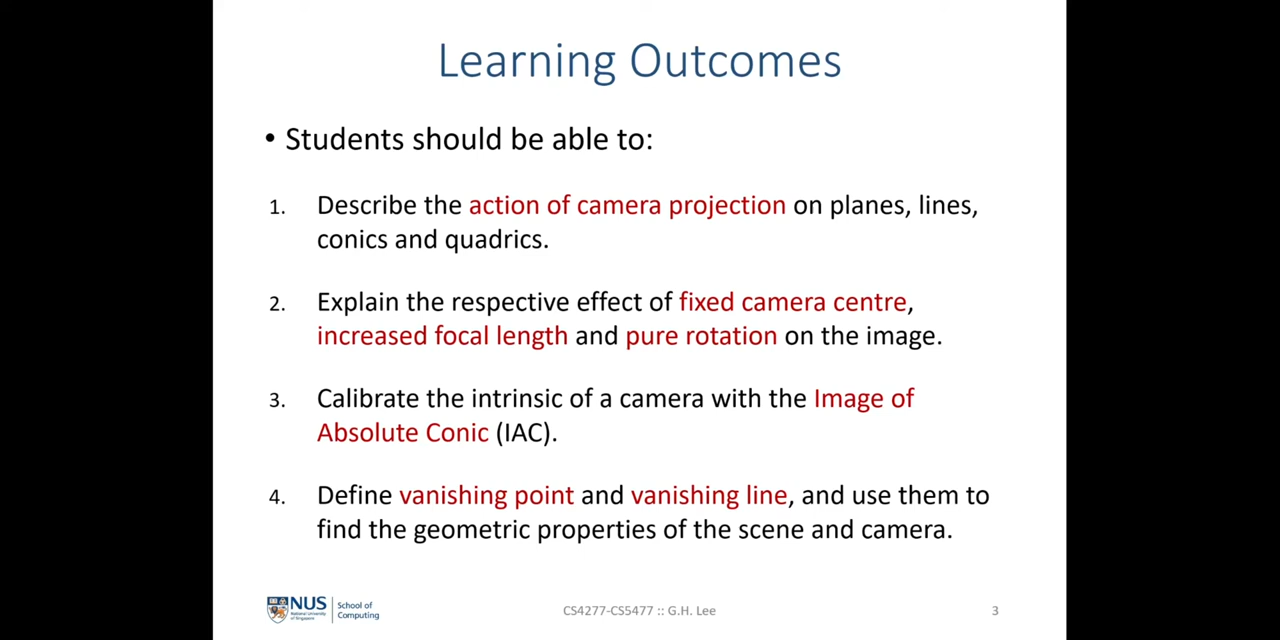 Learning Outcomes
• Students should be able to:
1. Describe the action of camera projection on planes, lines,
conics and quadrics.
2. Explain the respective effect of fixed camera centre,
increased focal length and pure rotation on the image.
3. Calibrate the intrinsic of a camera with the Image of
Absolute Conic (IAC).
4. Define vanishing point and vanishing line, and use them to
find the geometric properties of the scene and camera.
NUS
National University
of Singapore
School of
Computing
CS4277-CS5477 :: G.H. Lee
3